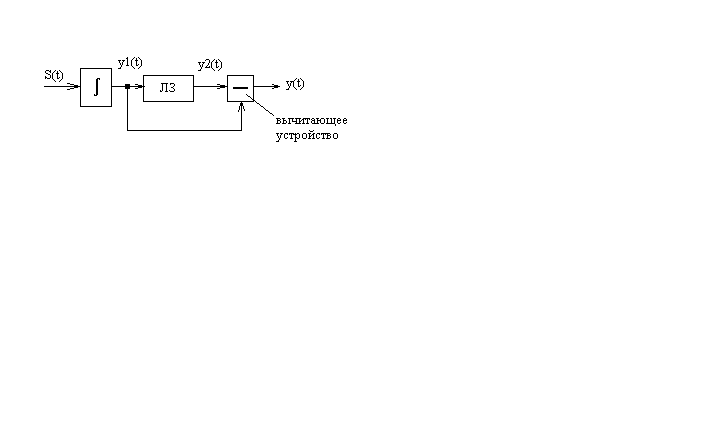 S(t)
∫
y1(t)
ЛЗ
y2(t)
—
y(t)
вычитающее
устройство